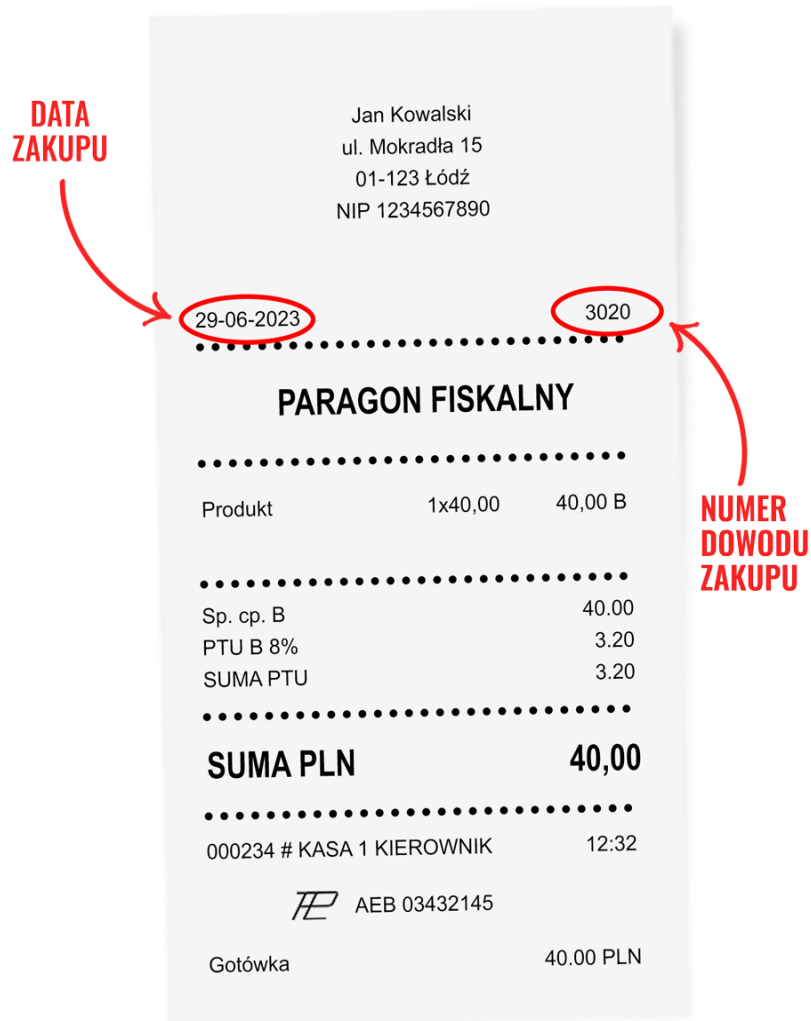 DATA
ZAKUPU
Jan Kowalski
ul. Mokradła 15
01-123 Łódź
NIP 1234567890
29-06-2023 3020
PARAGON FISKALNY
NUMER
DOWODU
ZAKUPU
Produkt 1x40,00 40,00 B
Sp. cp. B 40.00
PTU B 8% 3.20
SUMA PTU 3.20
SUMA PLN 40,00
000234 # KASA 1 KIEROWNIK 12:32
AEB 03432145
Gotówka 40.00 PLN